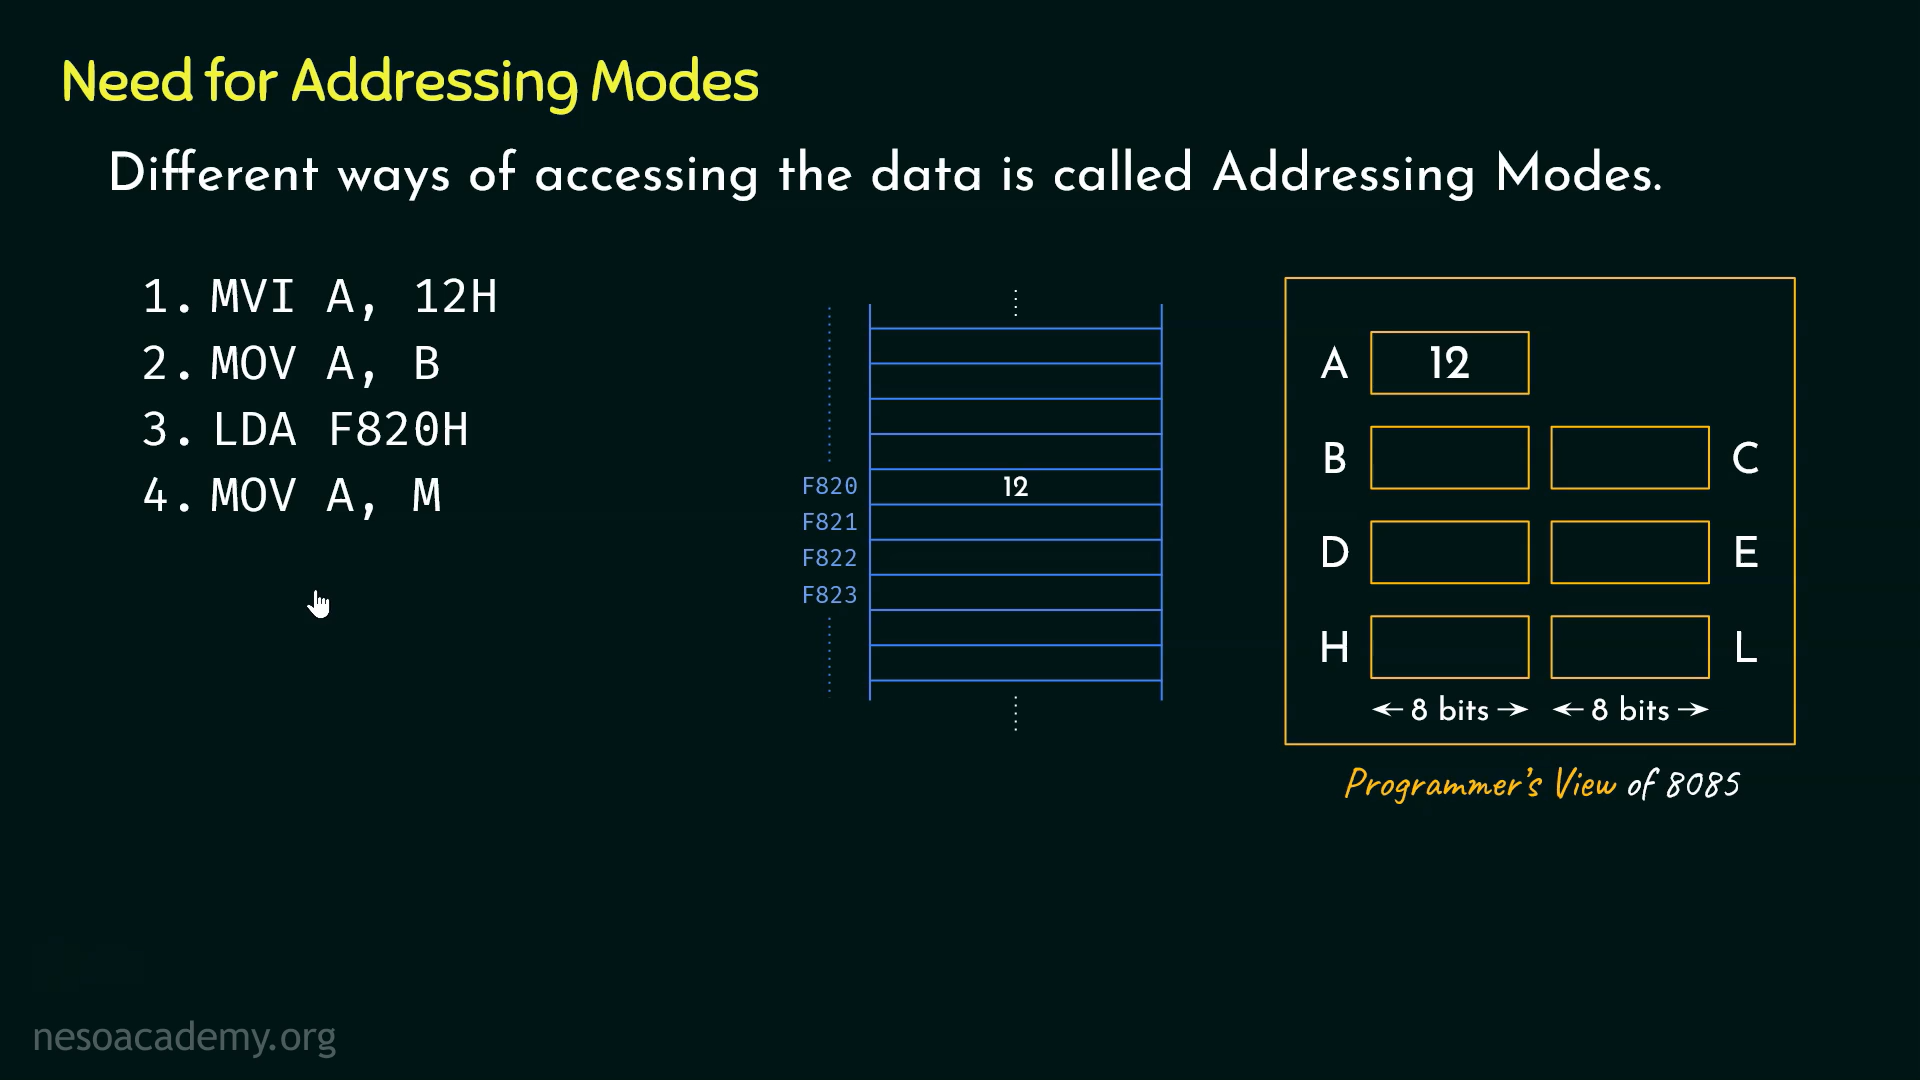 Need for Addressing Modes
Different ways of accessing the data is called Addressing Modes.
1. MVI A, 12H
2. MOV A, B
3. LDA F820H
4. MOV A, M
F820 12
F821
F822
F823
A 12
B C
D E
H L
← 8 bits → ← 8 bits →
Programmer's View of 8085
nesoacademy.org